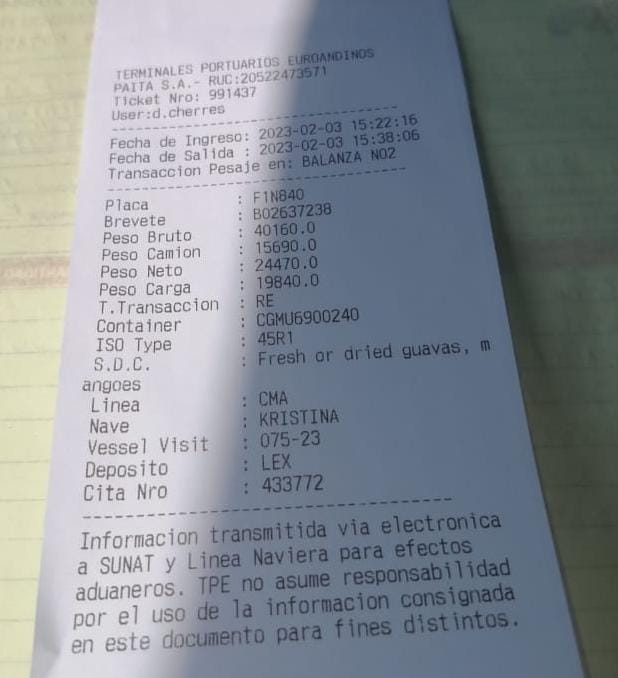 TERMINALES PORTUARIOS EUROANDINOS
PAITA S.A.- RUC:20522473571
Ticket Nro: 991437
User:d.cherres
Fecha de Ingreso: 2023-02-03 15:22:16
Fecha de Salida : 2023-02-03 15:38:06
Transaccion Pesaje en: BALANZA NO2
Placa : F1N840
Brevete : B02637238
Peso Bruto : 40160.0
Peso Camion : 15690.0
Peso Neto : 24470.0
Peso Carga : 19840.0
T.Transaccion : RE
Container : CGMU6900240
ISO Type : 45R1
S.D.C. : Fresh or dried guavas, m
angoes
Linea : CMA
Nave : KRISTINA
Vessel Visit : 075-23
Deposito : LEX
Cita Nro : 433772
Informacion transmitida via electronica
a SUNAT y Linea Naviera para efectos
aduaneros. TPE no asume responsabilidad
por el uso de la informacion consignada
en este documento para fines distintos.